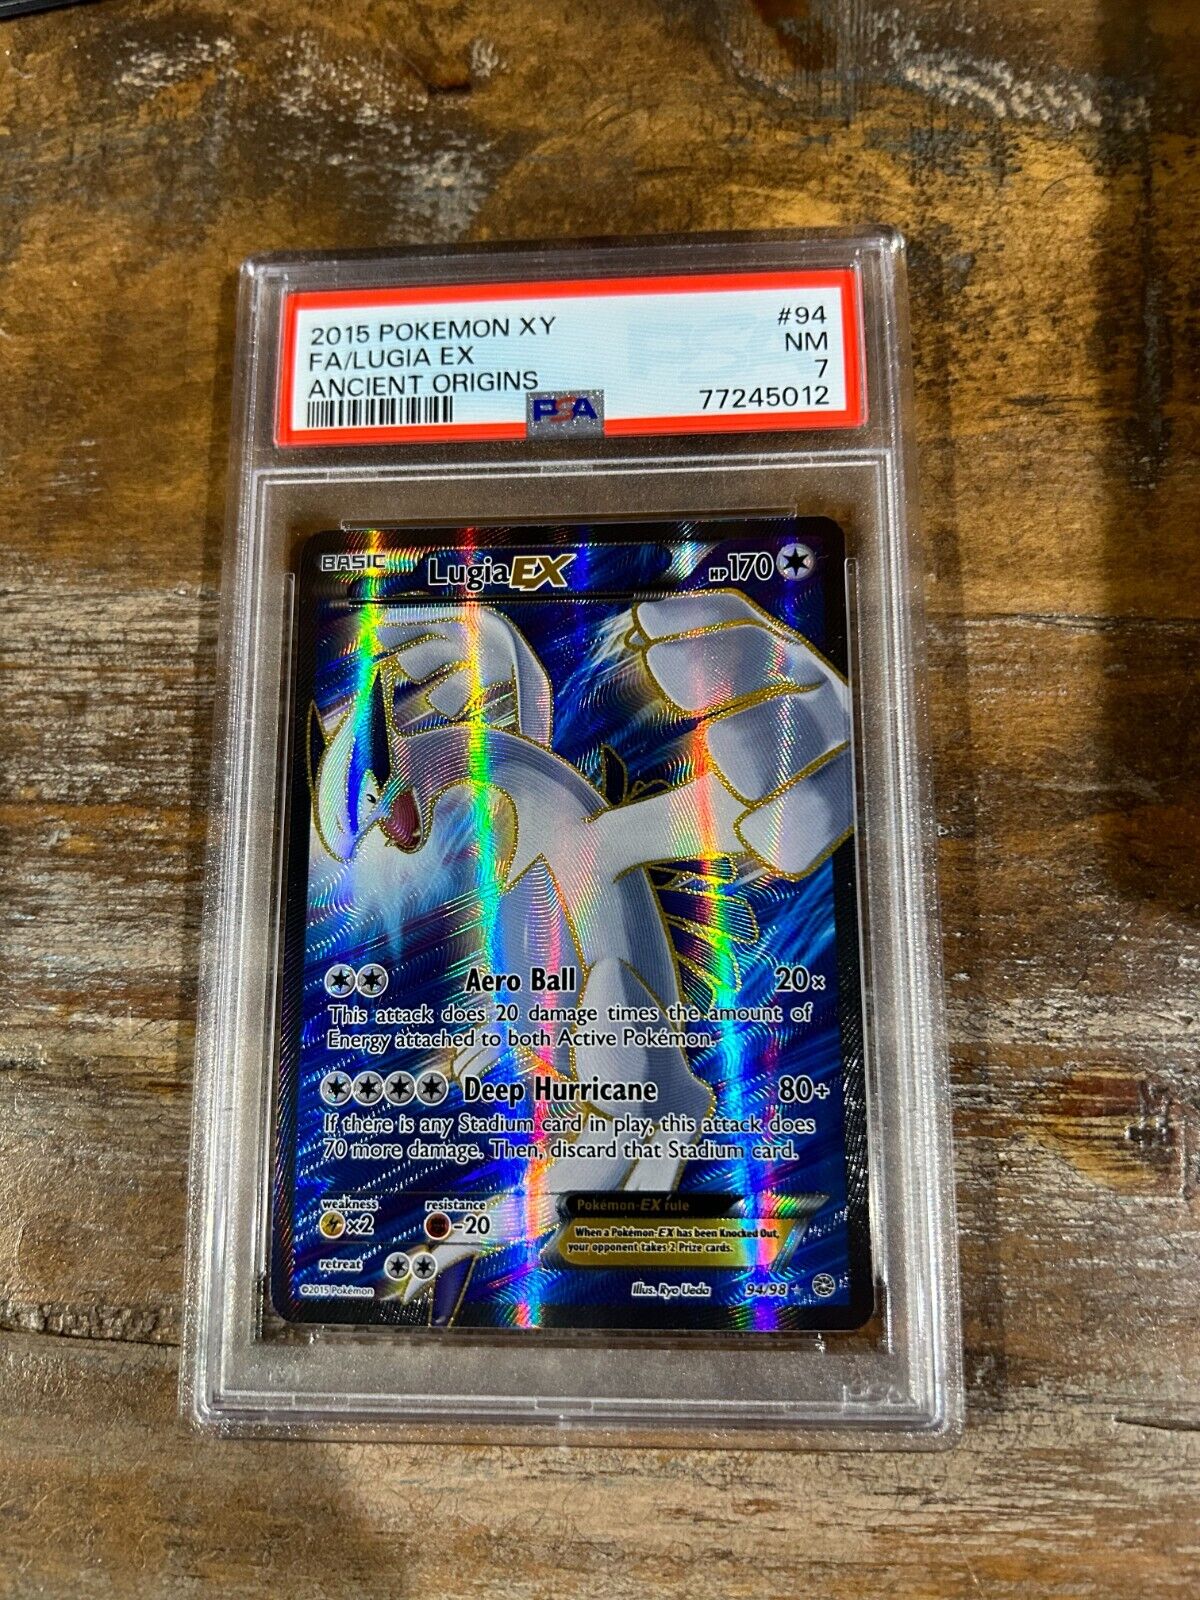 2015 POKEMON XY #94
FA/LUGIA EX NM
ANCIENT ORIGINS 7
PSA 77245012
BASIC LugiaEX HP170
Aero Ball 20×
This attack does 20 damage times the amount of
Energy attached to both Active Pokémon.
Deep Hurricane 80+
If there is any Stadium card in play, this attack does
70 more damage. Then, discard that Stadium card.
weakness resistance Pokémon-EX rule
×2 -20 When a Pokémon-EX has been Knocked Out,
your opponent takes 2 Prize cards.
retreat
©2015 Pokémon Illus. Ryo Ueda 94/98
PSA